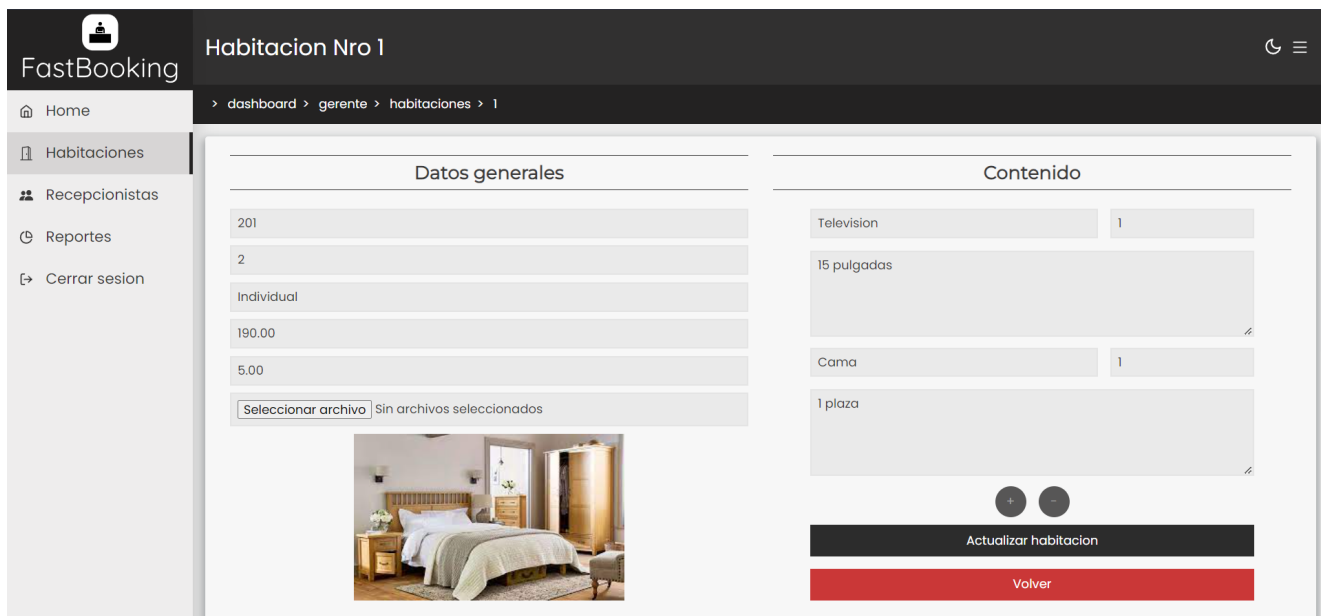 FastBooking
Home
Habitaciones
Recepcionistas
Reportes
Cerrar sesion
Habitacion Nro 1
> dashboard > gerente > habitaciones > 1
Datos generales
201
2
Individual
190.00
5.00
Seleccionar archivo Sin archivos seleccionados
Contenido
Television 1
15 pulgadas
Cama 1
1 plaza
+ -
Actualizar habitacion
Volver